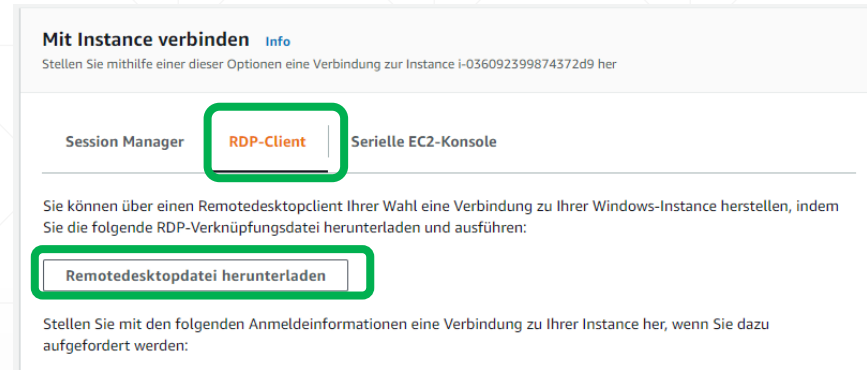 Mit Instance verbinden Info
Stellen Sie mithilfe einer dieser Optionen eine Verbindung zur Instance i-036092399874372d9 her
Session Manager RDP-Client Serielle EC2-Konsole
Sie können über einen Remotedesktopclient Ihrer Wahl eine Verbindung zu Ihrer Windows-Instance herstellen, indem
Sie die folgende RDP-Verknüpfungsdatei herunterladen und ausführen:
Remotedesktopdatei herunterladen
Stellen Sie mit den folgenden Anmeldeinformationen eine Verbindung zu Ihrer Instance her, wenn Sie dazu
aufgefordert werden: